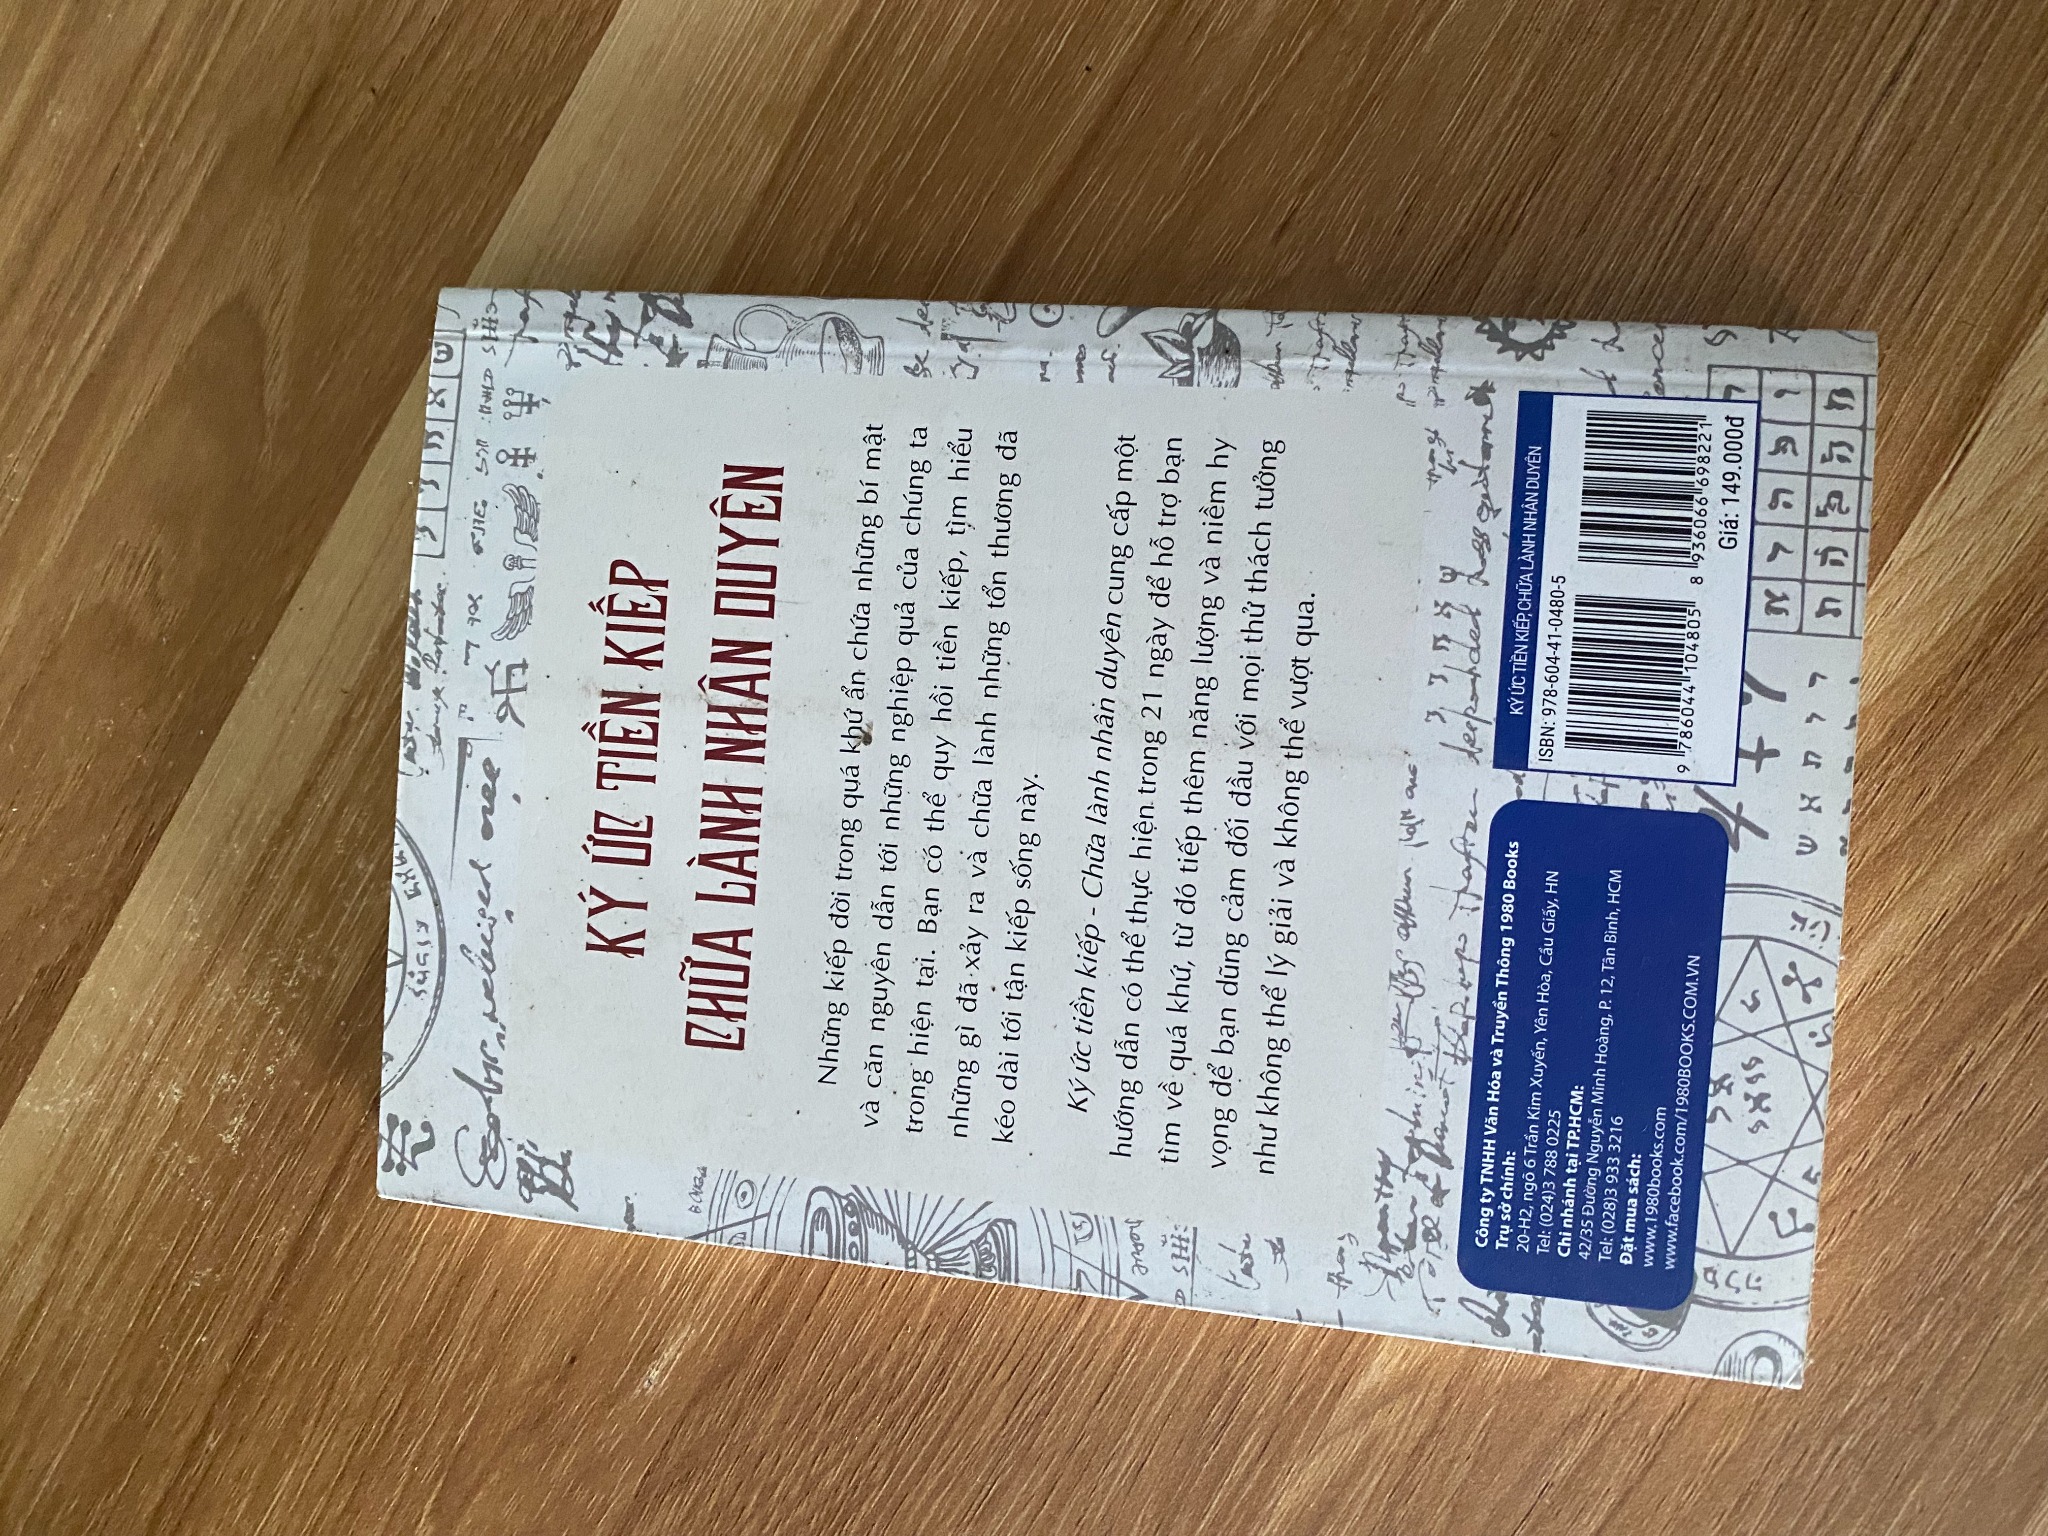 KÝ ỨC TIỀN KIẾP
CHỮA LÀNH NHÂN DUYÊN
Những kiếp đời trong quá khứ ẩn chứa những bí mật
và căn nguyên dẫn tới những nghiệp quả của chúng ta
trong hiện tại. Bạn có thể quy hồi tiền kiếp, tìm hiểu
những gì đã xảy ra và chữa lành những tổn thương đã
kéo dài tới tận kiếp sống này.
Ký ức tiền kiếp - Chữa lành nhân duyên cung cấp một
hướng dẫn có thể thực hiện trong 21 ngày để hỗ trợ bạn
tìm về quá khứ, từ đó tiếp thêm năng lượng và niềm hy
vọng để bạn dũng cảm đối đầu với mọi thử thách tưởng
như không thể lý giải và không thể vượt qua.
Công ty TNHH Văn Hóa và Truyền Thông 1980 Books
Trụ sở chính:
20-H2, ngõ 6 Trần Kim Xuyến, Yên Hòa, Cầu Giấy, HN
Tel: (024)3 788 0225
Chi nhánh tại TP.HCM:
42/35 Đường Nguyễn Minh Hoàng, P. 12, Tân Bình, HCM
Tel: (028)3 933 3216
Đặt mua sách:
www.1980books.com
www.facebook.com/1980BOOKS.COM.VN
KÝ ỨC TIỀN KIẾP, CHỮA LÀNH NHÂN DUYÊN
ISBN: 978-604-41-0480-5
9 786044 104805
8 936066 698221
Giá: 149.000đ